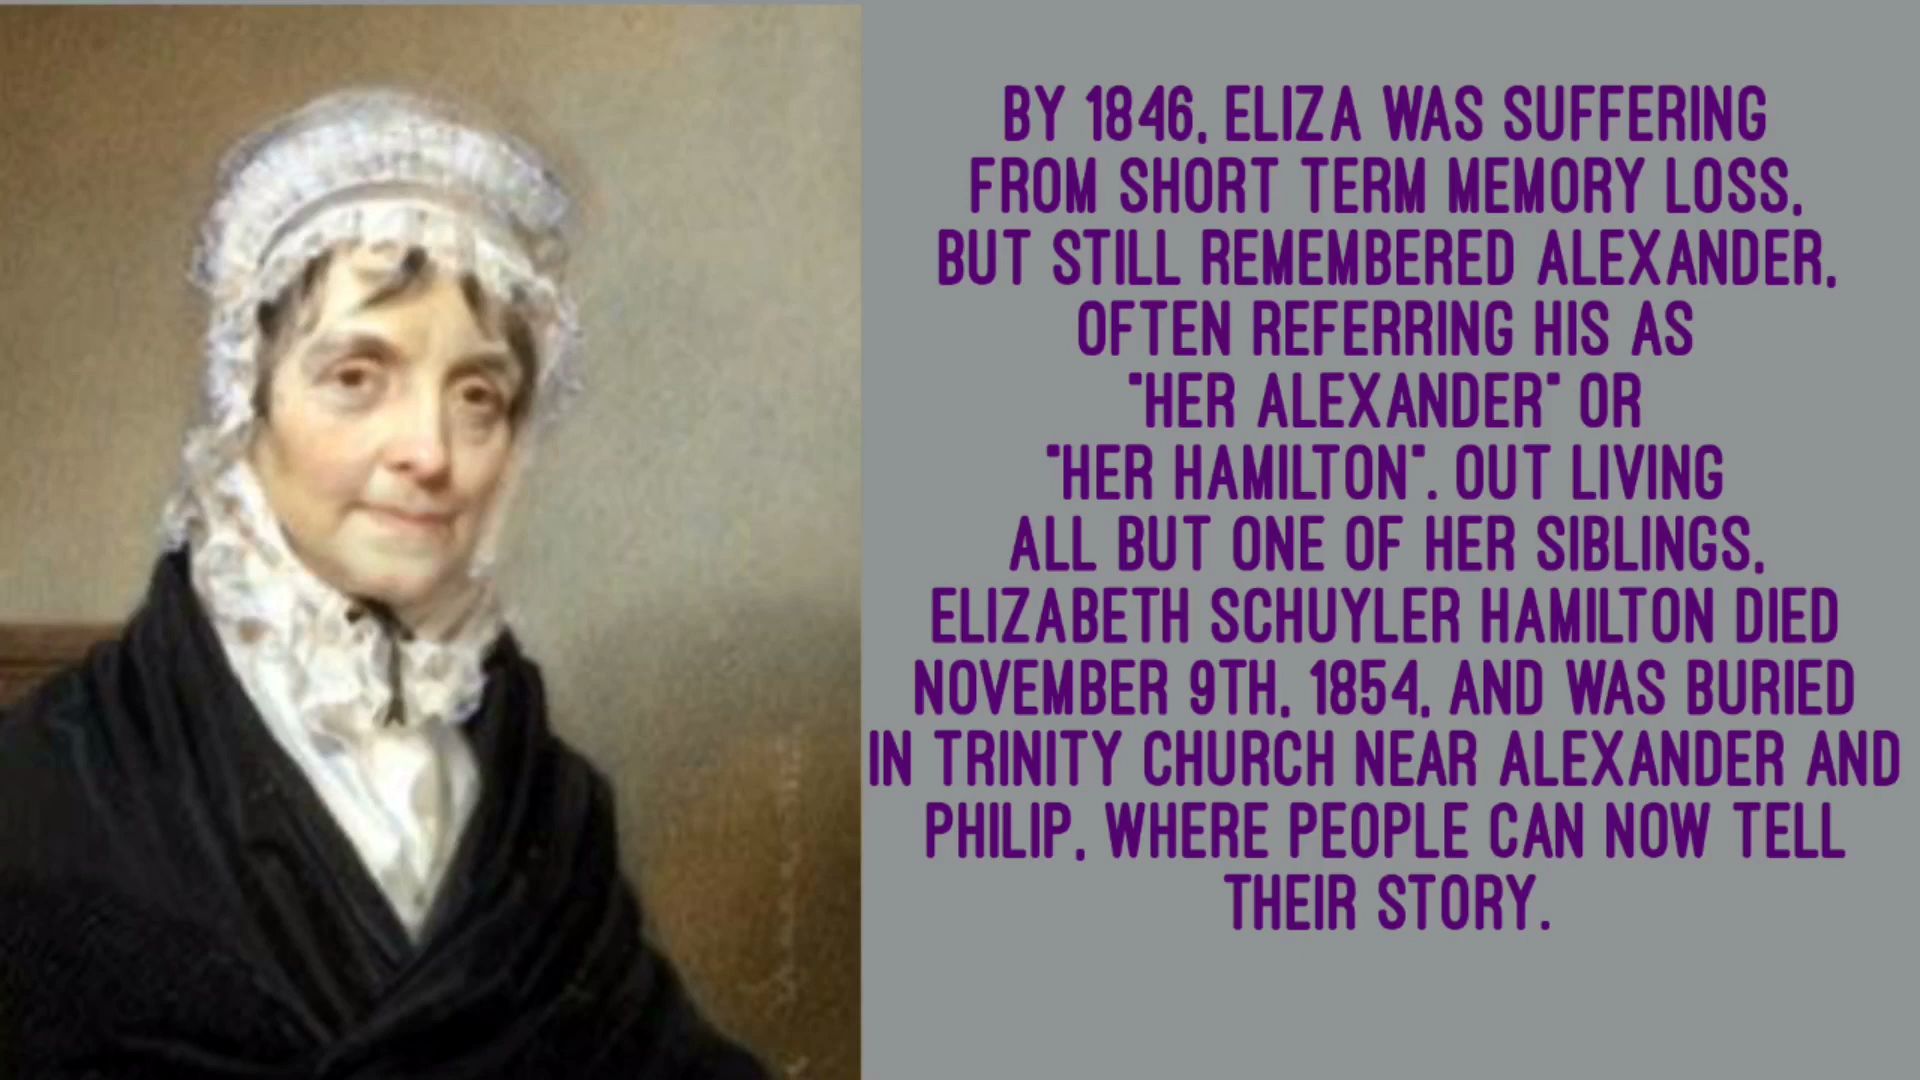 BY 1846, ELIZA WAS SUFFERING
FROM SHORT TERM MEMORY LOSS,
BUT STILL REMEMBERED ALEXANDER,
OFTEN REFERRING HIS AS
"HER ALEXANDER" OR
"HER HAMILTON". OUT LIVING
ALL BUT ONE OF HER SIBLINGS,
ELIZABETH SCHUYLER HAMILTON DIED
NOVEMBER 9TH, 1854, AND WAS BURIED
IN TRINITY CHURCH NEAR ALEXANDER AND
PHILIP, WHERE PEOPLE CAN NOW TELL
THEIR STORY.